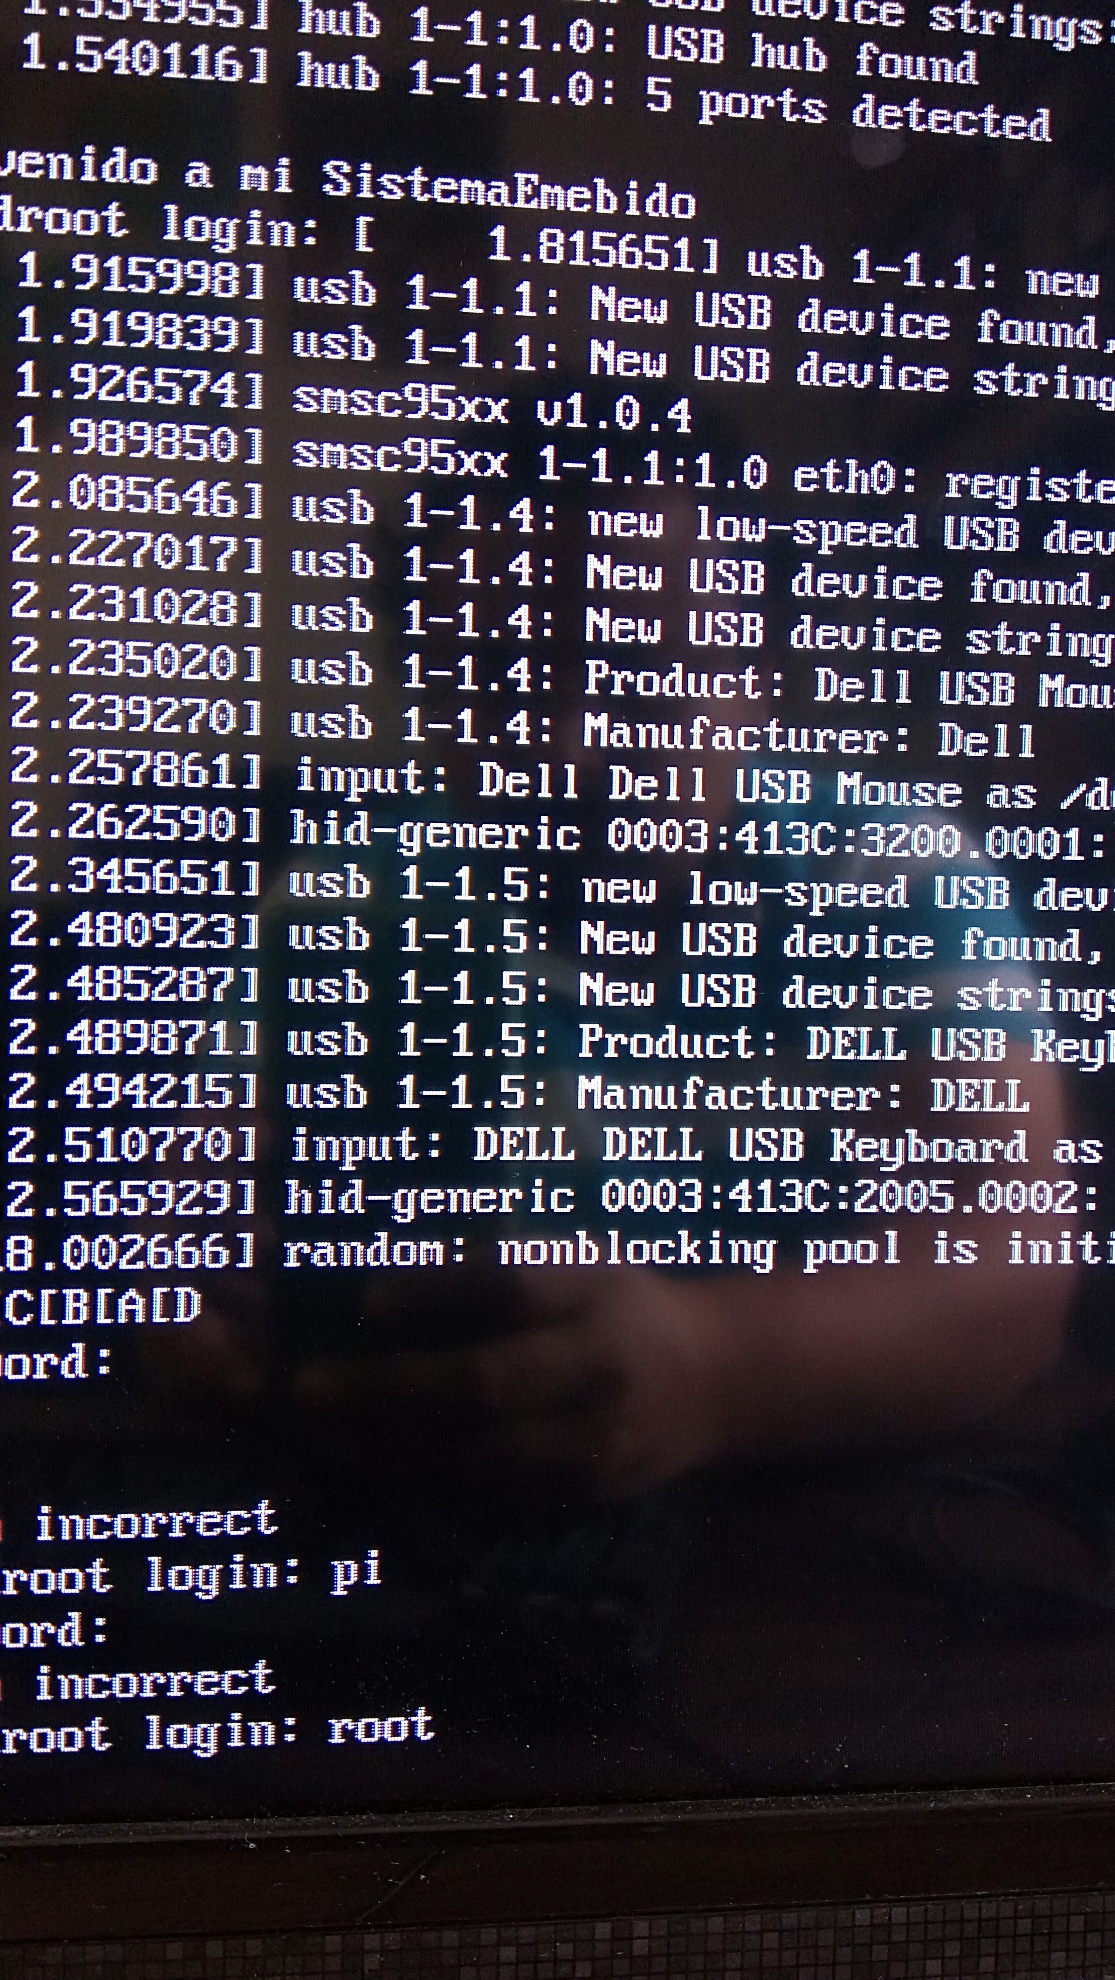 1.534955] hub 1-1:1.0: USB hub found
1.540116] hub 1-1:1.0: 5 ports detected
venido a mi SistemaEmebido
droot login: [    1.815651] usb 1-1.1: new
1.915998] usb 1-1.1: New USB device found,
1.919839] usb 1-1.1: New USB device string
1.926574] smsc95xx v1.0.4
1.989850] smsc95xx 1-1.1:1.0 eth0: registe
2.085646] usb 1-1.4: new low-speed USB dev
2.227017] usb 1-1.4: New USB device found,
2.231028] usb 1-1.4: New USB device string
2.235020] usb 1-1.4: Product: Dell USB Mou
2.239270] usb 1-1.4: Manufacturer: Dell
2.257861] input: Dell Dell USB Mouse as /d
2.262590] hid-generic 0003:413C:3200.0001:
2.345651] usb 1-1.5: new low-speed USB dev
2.480923] usb 1-1.5: New USB device found,
2.485287] usb 1-1.5: New USB device strings
2.489871] usb 1-1.5: Product: DELL USB Key
2.494215] usb 1-1.5: Manufacturer: DELL
2.510770] input: DELL DELL USB Keyboard as
2.565929] hid-generic 0003:413C:2005.0002:
8.002666] random: nonblocking pool is initi
C[B[A[D
ord:
incorrect
root login: pi
ord:
incorrect
root login: root